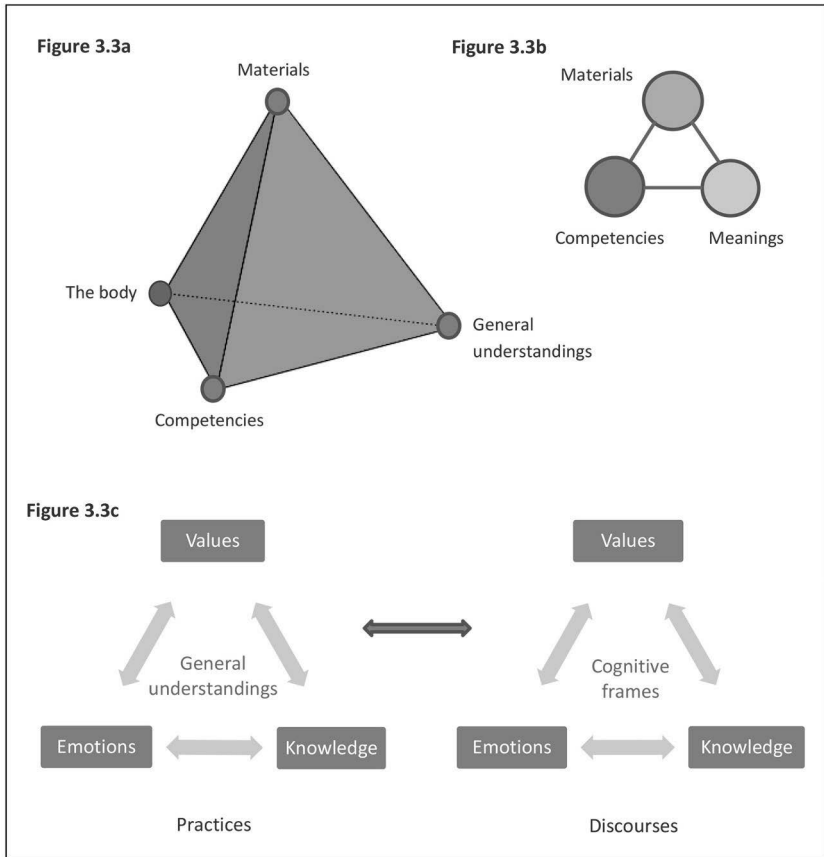 Figure 3.3a
Materials
The body
General
understandings
Competencies
Figure 3.3b
Materials
Competencies
Meanings
Figure 3.3c
Values
General
understandings
Emotions
Knowledge
Practices
Values
Cognitive
frames
Emotions
Knowledge
Discourses